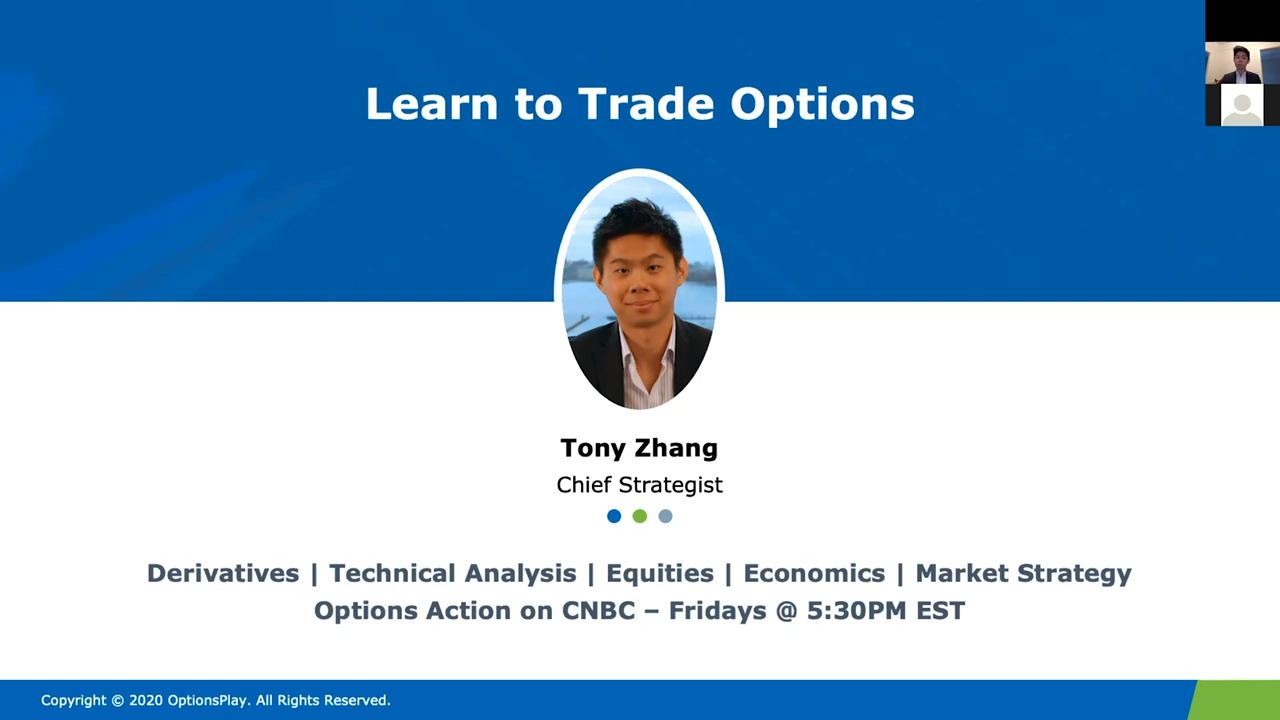 Learn to Trade Options
Tony Zhang
Chief Strategist
Derivatives | Technical Analysis | Equities | Economics | Market Strategy
Options Action on CNBC – Fridays @ 5:30PM EST
Copyright © 2020 OptionsPlay. All Rights Reserved.